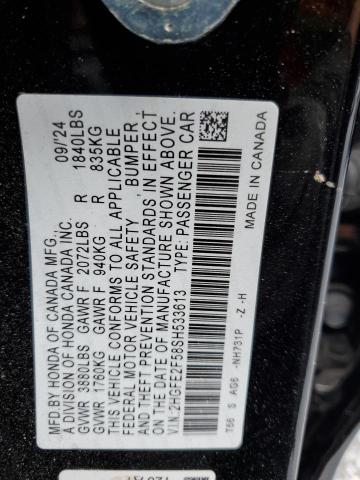 MFD.BY HONDA OF CANADA MFG. 09/'24
A DIVISION OF HONDA CANADA INC.
GVWR 3880LBS GAWR F 2072LBS R 1840LBS
GVWR 1760KG GAWR F 940KG R 835KG
THIS VEHICLE CONFORMS TO ALL APPLICABLE
FEDERAL MOTOR VEHICLE SAFETY BUMPER,
AND THEFT PREVENTION STANDARDS IN EFFECT
ON THE DATE OF MANUFACTURE SHOWN ABOVE.
V.I.N:2HGFE2F58SH533613 TYPE:PASSENGER CAR
T56 S AG6 -NH731P -Z -H
MADE IN CANADA